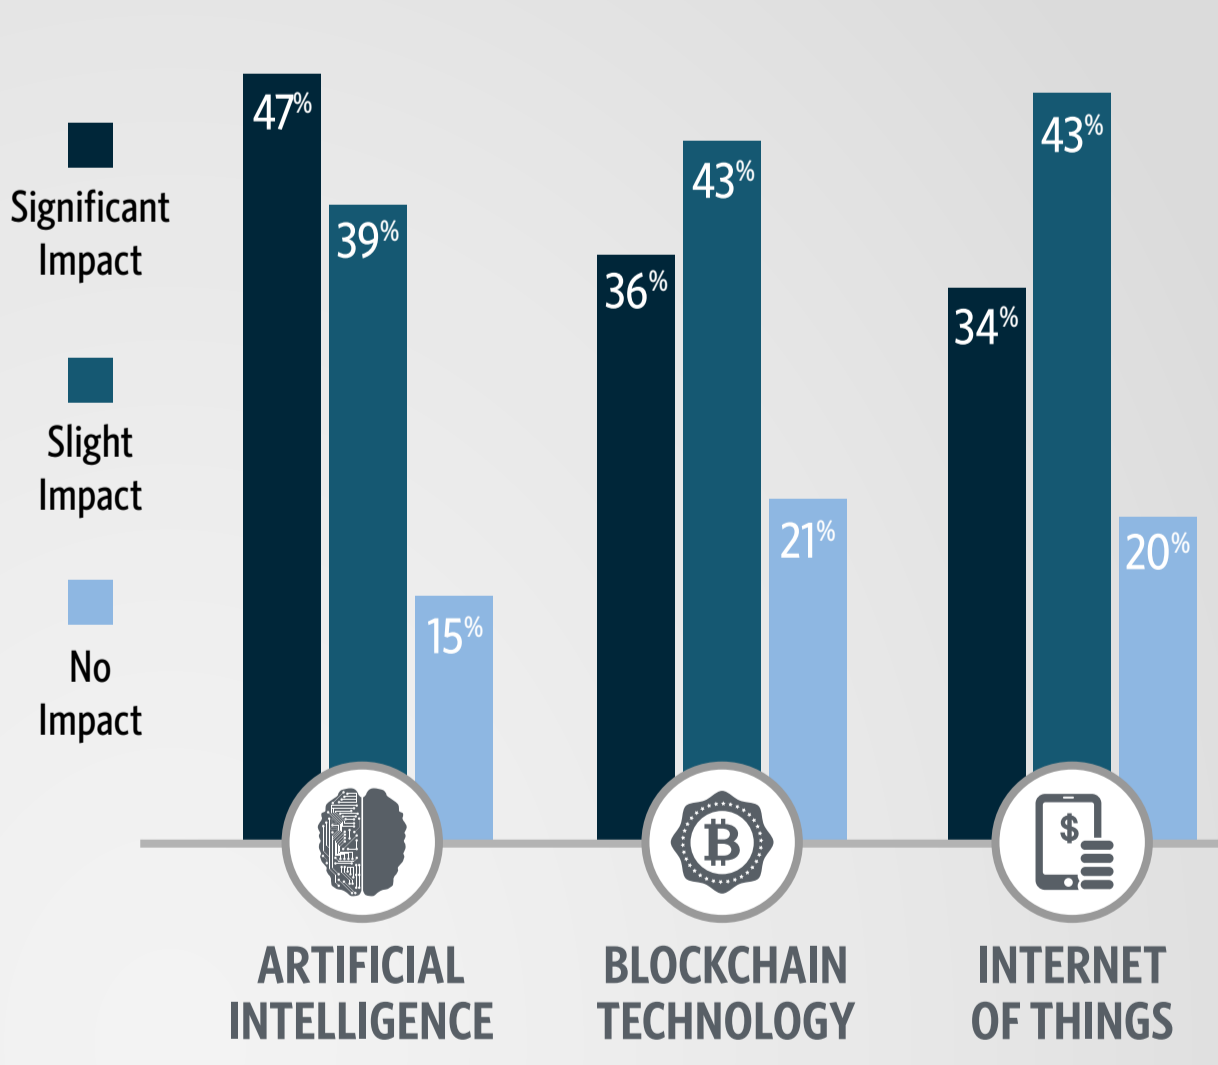 Significant
Impact
Slight
Impact
No
Impact
47%
39%
15%
36%
43%
21%
34%
43%
20%
ARTIFICIAL
INTELLIGENCE
BLOCKCHAIN
TECHNOLOGY
INTERNET
OF THINGS